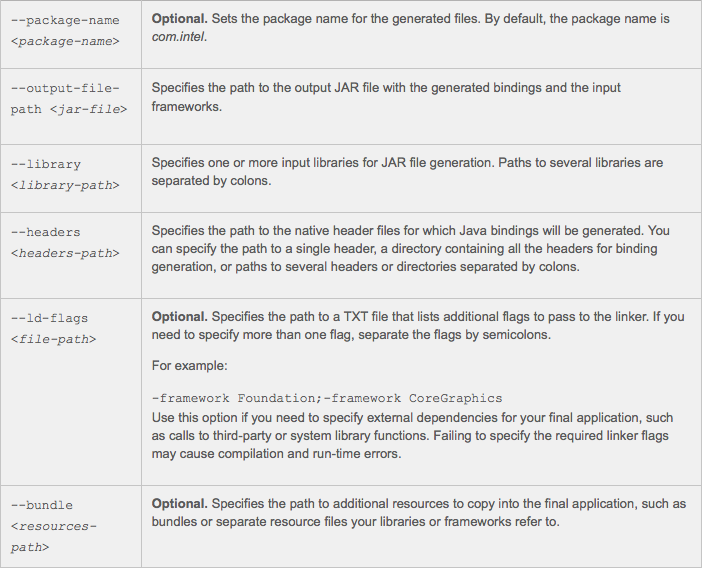 --package-name
<package-name>
Optional. Sets the package name for the generated files. By default, the package name is
com.intel.
--output-file-
path <jar-file>
Specifies the path to the output JAR file with the generated bindings and the input
frameworks.
--library
<library-path>
Specifies one or more input libraries for JAR file generation. Paths to several libraries are
separated by colons.
--headers
<headers-path>
Specifies the path to the native header files for which Java bindings will be generated. You
can specify the path to a single header, a directory containing all the headers for binding
generation, or paths to several headers or directories separated by colons.
--ld-flags
<file-path>
Optional. Specifies the path to a TXT file that lists additional flags to pass to the linker. If you
need to specify more than one flag, separate the flags by semicolons.
For example:
-framework Foundation;-framework CoreGraphics
Use this option if you need to specify external dependencies for your final application, such
as calls to third-party or system library functions. Failing to specify the required linker flags
may cause compilation and run-time errors.
--bundle
<resources-
path>
Optional. Specifies the path to additional resources to copy into the final application, such as
bundles or separate resource files your libraries or frameworks refer to.